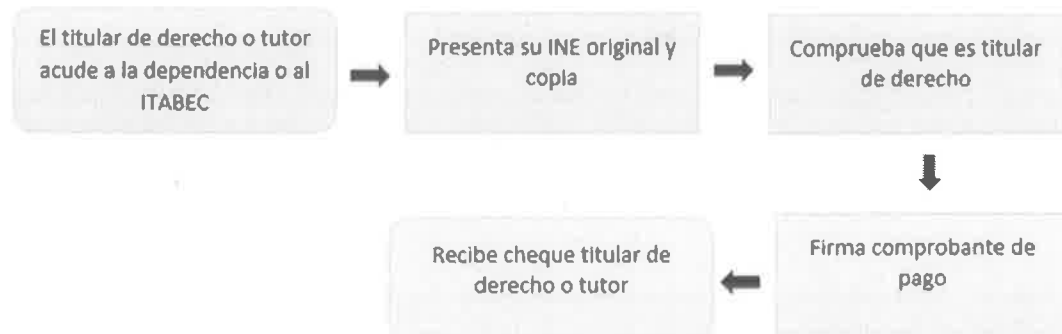 El titular de derecho o tutor
acude a la dependencia o al
ITABEC
Presenta su INE original y
copia
Comprueba que es titular
de derecho
Firma comprobante de
pago
Recibe cheque titular de
derecho o tutor